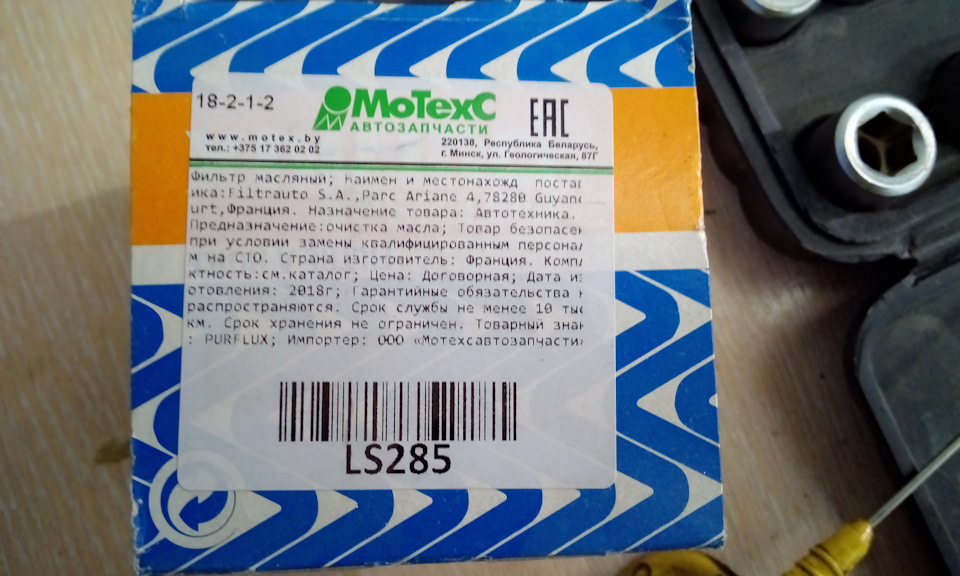 18-2-1-2
МоТехС
АВТОЗАПЧАСТИ
EAC
www.motex.by
тел.: +375 17 362 02 02
220138, Республика Беларусь,
г. Минск, ул. Геологическая, 87Г
Фильтр масляный; Наимен и местонахожд постав
ика:Filtrauto S.A.,Parc Ariane 4,78280 Guyanc
urt,Франция. Назначение товара: Автотехника.
Предназначение:очистка масла; Товар безопасен
при условии замены квалифицированным персонал
м на СТО. Страна изготовитель: Франция. Компл
ктность:см.каталог; Цена: Договорная; Дата из
отовления: 2018г; Гарантийные обязательства н
распространяются. Срок службы не менее 10 тыс
км. Срок хранения не ограничен. Товарный знак
: PURFLUX; Импортер: ООО «Мотехсавтозапчасти»
LS285